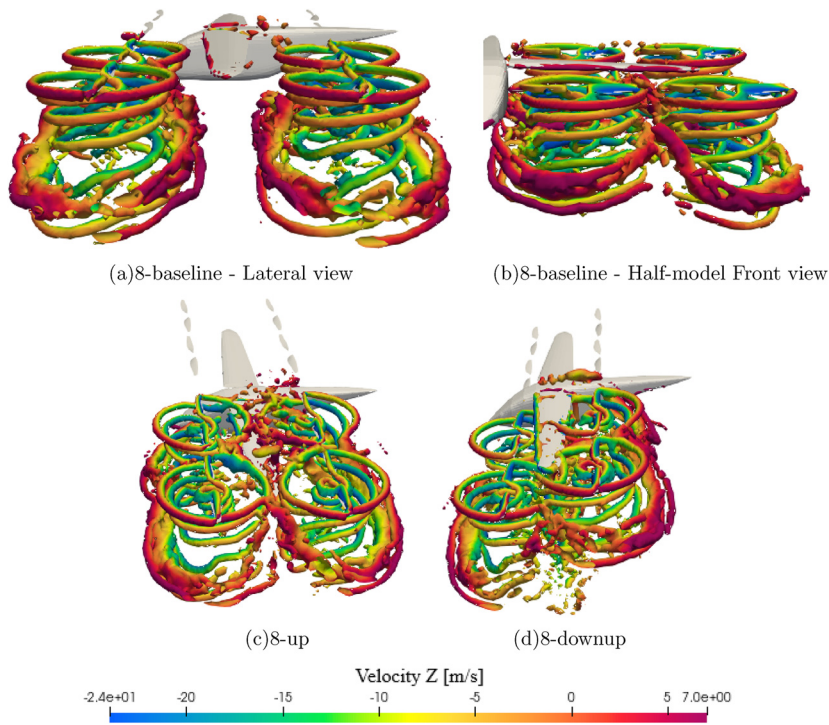 (a)8-baseline - Lateral view
(b)8-baseline - Half-model Front view
(c)8-up
(d)8-downup
Velocity Z [m/s]
-2.4e+01 -20 -15 -10 -5 0 5 7.0e+00